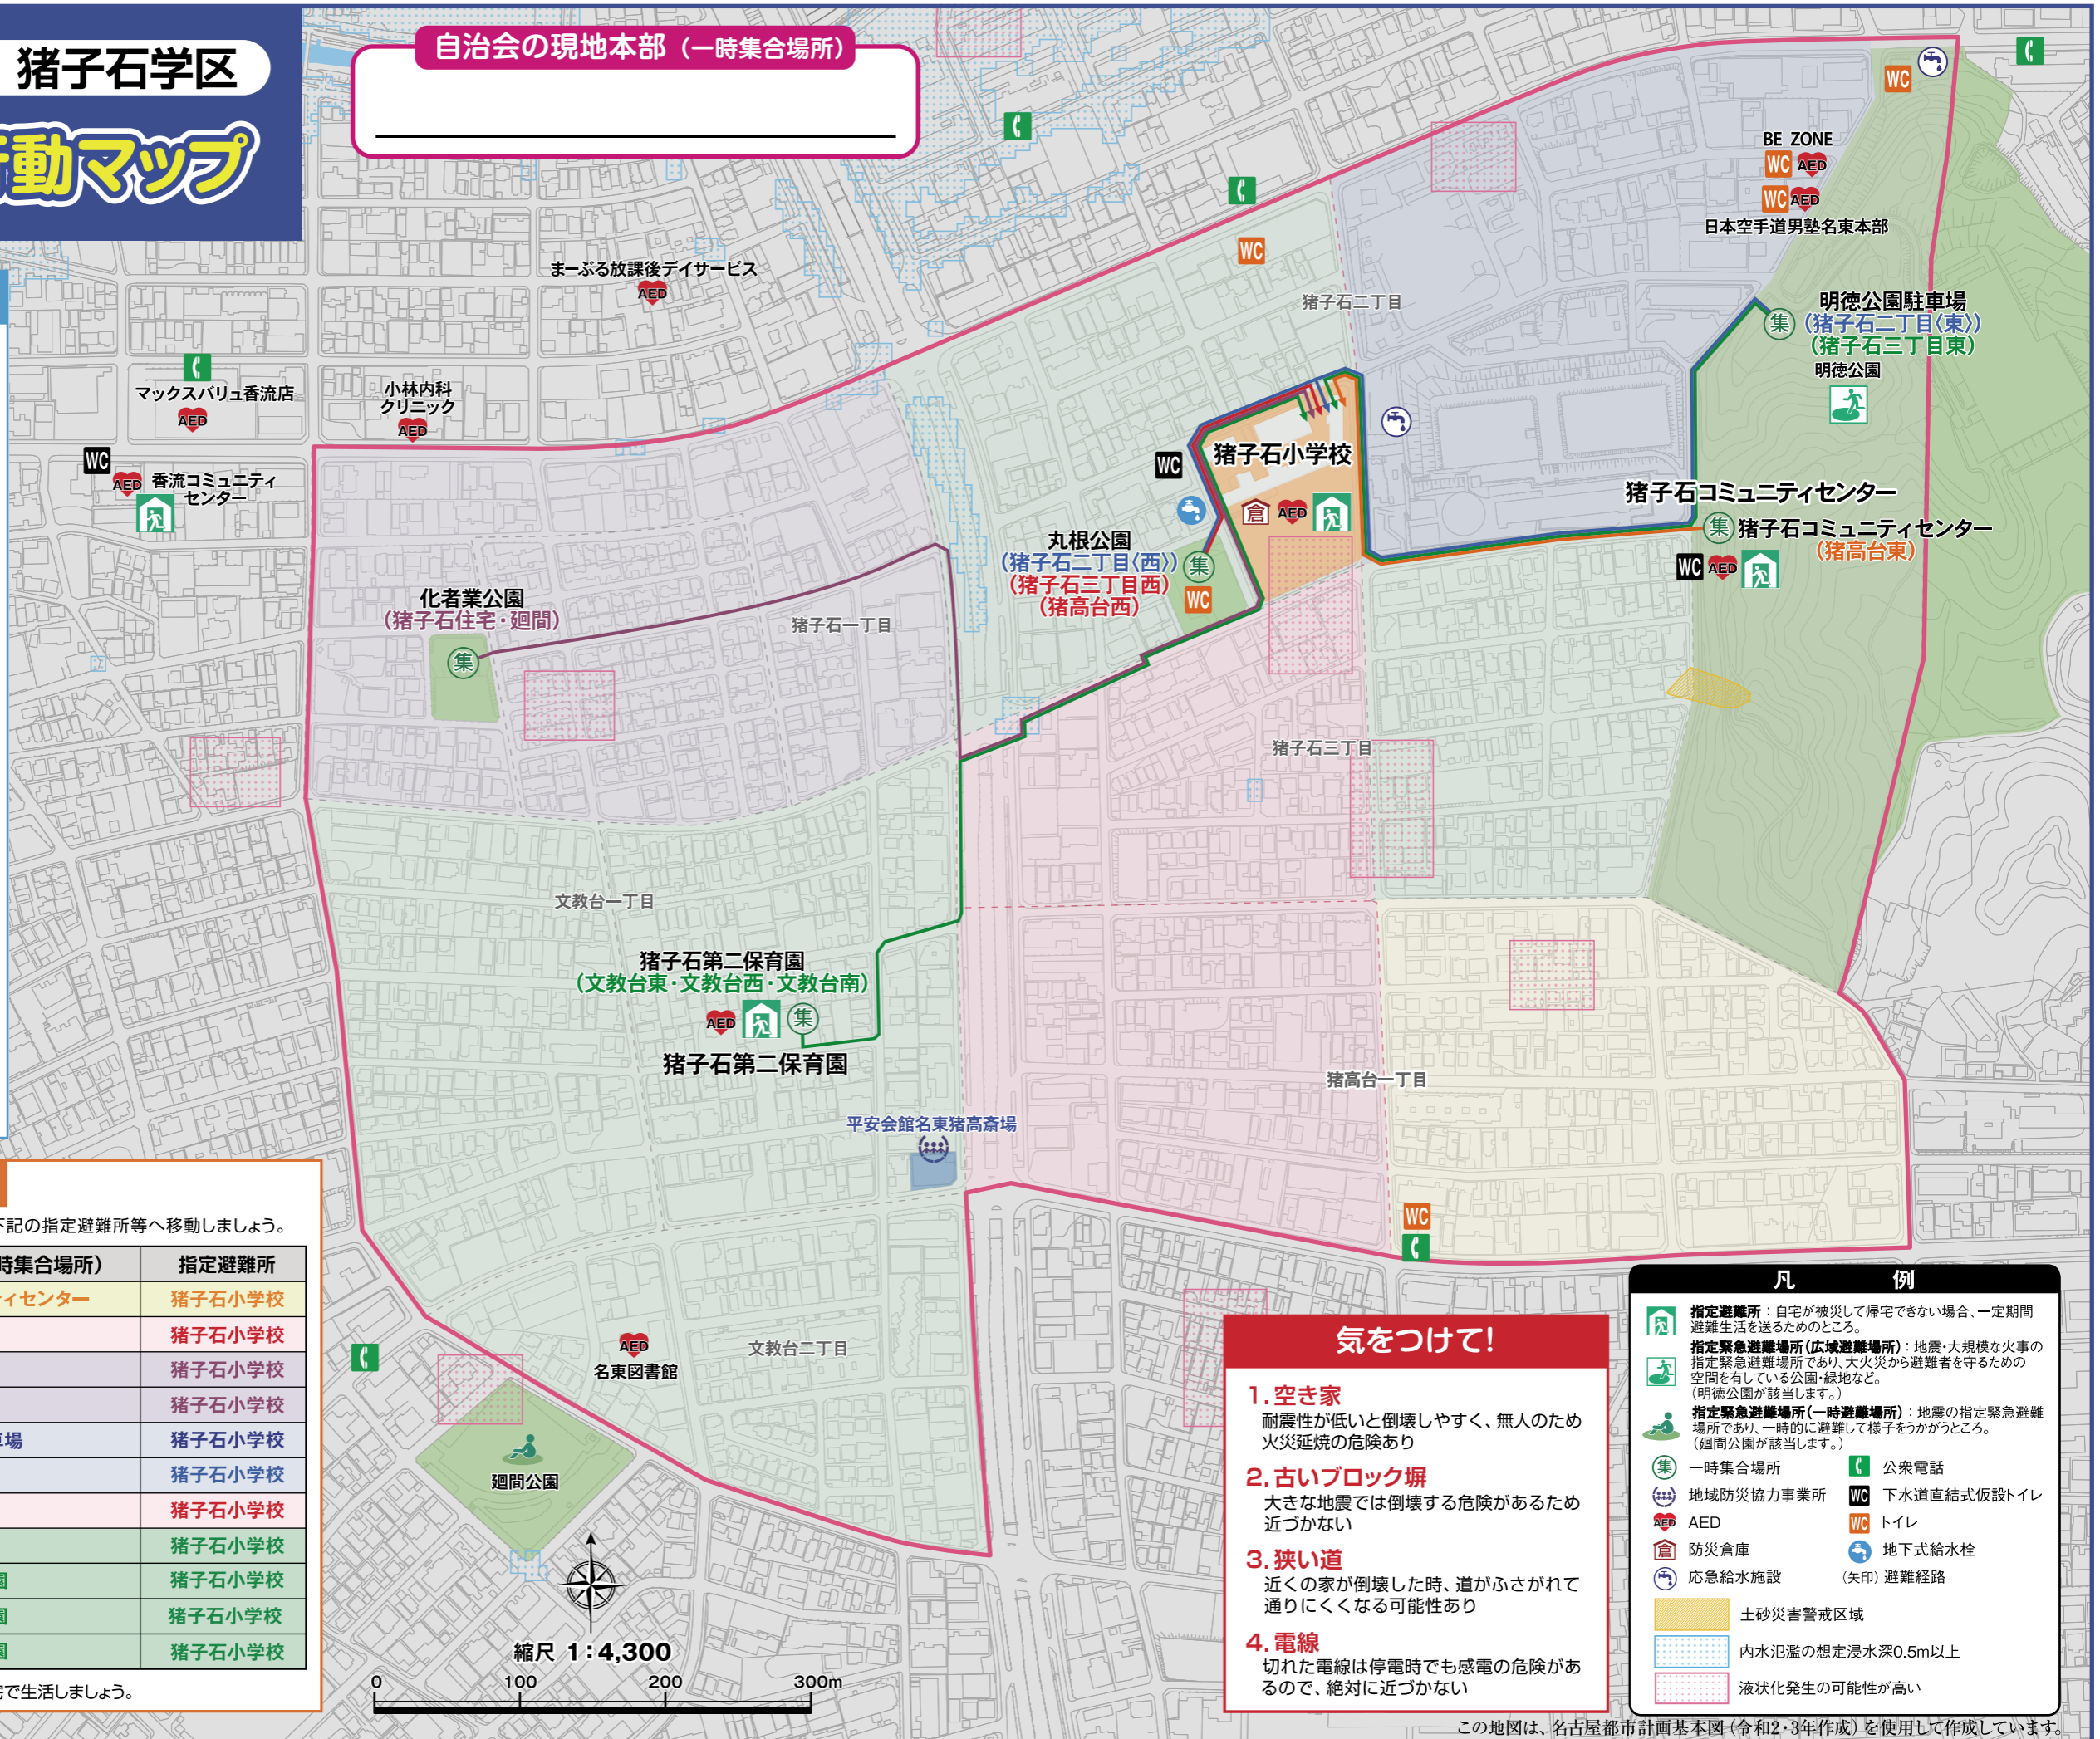 猪子石学区
動マップ
自治会の現地本部（一時集合場所）
BE ZONE
WC AED
WC AED
日本空手道男塾名東本部
WC
WC
まーぶる放課後デイサービス
AED
猪子石二丁目
明徳公園駐車場
集 （猪子石二丁目〈東〉）
（猪子石三丁目東）
明徳公園
マックスバリュ香流店
AED
小林内科
クリニック
AED
WC
AED 香流コミュニティ
センター
猪子石小学校
WC
倉 AED
猪子石コミュニティセンター
集 猪子石コミュニティセンター
（猪高台東）
WC AED
丸根公園
（猪子石二丁目〈西〉）
（猪子石三丁目西）
（猪高台西）
集
WC
化者業公園
（猪子石住宅・廻間）
集
猪子石一丁目
猪子石三丁目
文教台一丁目
猪子石第二保育園
（文教台東・文教台西・文教台南）
AED 集
猪子石第二保育園
猪高台一丁目
平安会館名東猪高斎場
WC
下記の指定避難所等へ移動しましょう。
時集合場所） 指定避難所
ィセンター 猪子石小学校
猪子石小学校
猪子石小学校
猪子石小学校
車場 猪子石小学校
猪子石小学校
猪子石小学校
猪子石小学校
園 猪子石小学校
園 猪子石小学校
園 猪子石小学校
宅で生活しましょう。
AED
名東図書館
文教台二丁目
廻間公園
縮尺 1：4,300
0 100 200 300m
気をつけて！
1.空き家
耐震性が低いと倒壊しやすく、無人のため
火災延焼の危険あり
2.古いブロック塀
大きな地震では倒壊する危険があるため
近づかない
3.狭い道
近くの家が倒壊した時、道がふさがれて
通りにくくなる可能性あり
4.電線
切れた電線は停電時でも感電の危険があ
るので、絶対に近づかない
凡例
指定避難所：自宅が被災して帰宅できない場合、一定期間
避難生活を送るためのところ。
指定緊急避難場所（広域避難場所）：地震・大規模な火事の
指定緊急避難場所であり、大火災から避難者を守るための
空間を有している公園・緑地など。
（明徳公園が該当します。）
指定緊急避難場所（一時避難場所）：地震の指定緊急避難
場所であり、一時的に避難して様子をうかがうところ。
（廻間公園が該当します。）
集 一時集合場所 公衆電話
地域防災協力事業所 WC 下水道直結式仮設トイレ
AED AED WC トイレ
倉 防災倉庫 地下式給水栓
応急給水施設 （矢印）避難経路
土砂災害警戒区域
内水氾濫の想定浸水深0.5m以上
液状化発生の可能性が高い
この地図は、名古屋都市計画基本図（令和2・3年作成）を使用して作成しています。